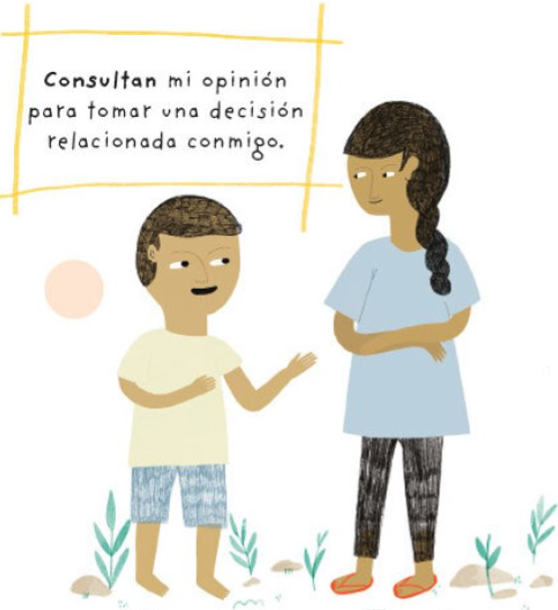 Consultan mi opinión
para tomar una decisión
relacionada conmigo.